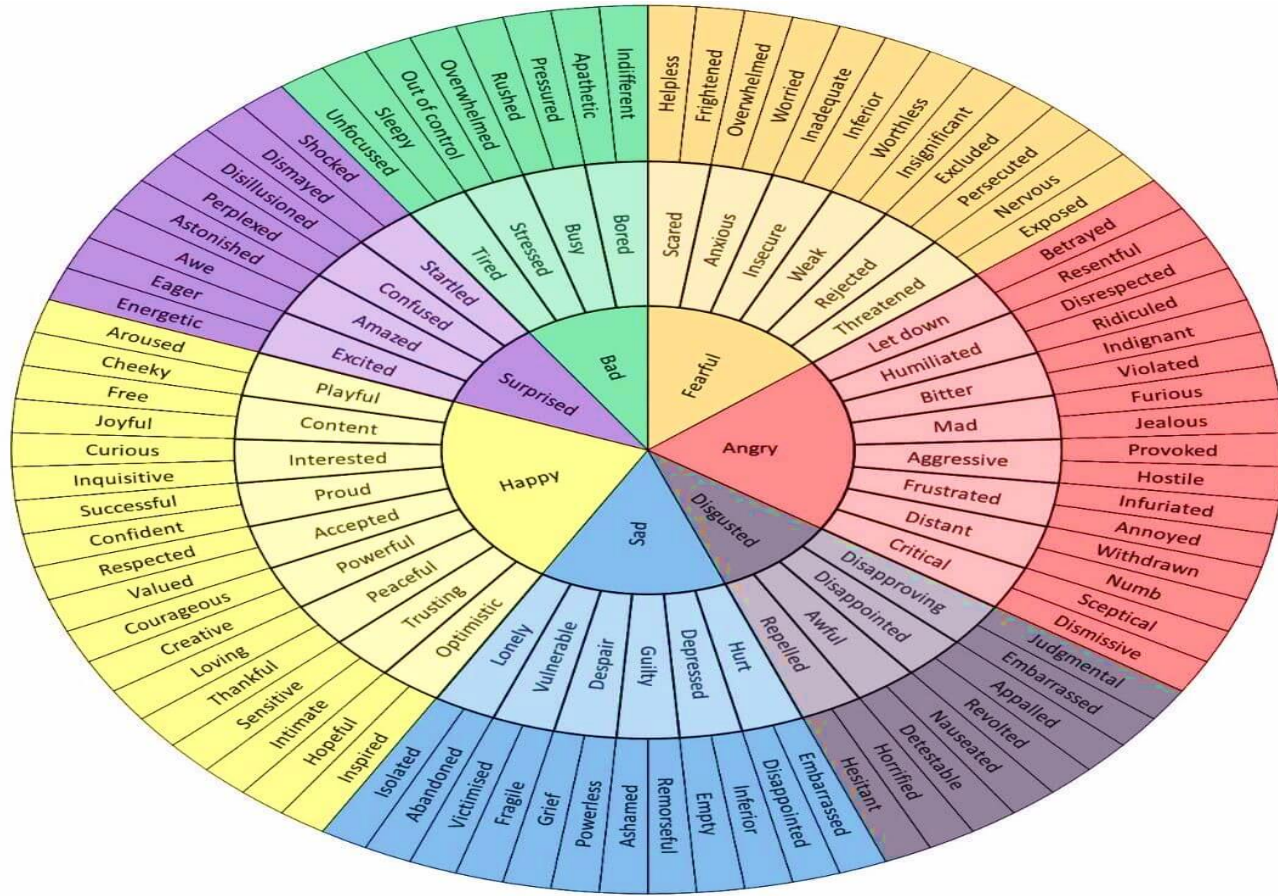 Fearful
Angry
Disgusted
Sad
Happy
Surprised
Bad
Scared
Anxious
Insecure
Weak
Rejected
Threatened
Let down
Humiliated
Bitter
Mad
Aggressive
Frustrated
Distant
Critical
Disapproving
Disappointed
Awful
Repelled
Hurt
Depressed
Guilty
Despair
Vulnerable
Lonely
Optimistic
Trusting
Peaceful
Powerful
Accepted
Proud
Interested
Content
Playful
Excited
Amazed
Confused
Startled
Tired
Stressed
Busy
Bored
Helpless
Frightened
Overwhelmed
Worried
Inadequate
Inferior
Worthless
Insignificant
Excluded
Persecuted
Nervous
Exposed
Betrayed
Resentful
Disrespected
Ridiculed
Indignant
Violated
Furious
Jealous
Provoked
Hostile
Infuriated
Annoyed
Withdrawn
Numb
Sceptical
Dismissive
Judgmental
Embarrassed
Appalled
Revolted
Nauseated
Detestable
Horrified
Hesitant
Embarrassed
Disappointed
Inferior
Empty
Remorseful
Ashamed
Powerless
Grief
Fragile
Victimised
Abandoned
Isolated
Inspired
Hopeful
Intimate
Sensitive
Thankful
Loving
Creative
Courageous
Valued
Respected
Confident
Successful
Inquisitive
Curious
Joyful
Free
Cheeky
Aroused
Energetic
Eager
Awe
Astonished
Perplexed
Disillusioned
Dismayed
Shocked
Unfocussed
Sleepy
Out of control
Overwhelmed
Rushed
Pressured
Apathetic
Indifferent